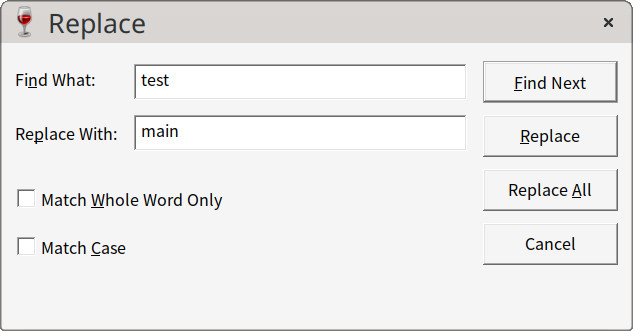 Replace
Find What: test
Find Next
Replace With: main
Replace
Match Whole Word Only
Replace All
Match Case
Cancel